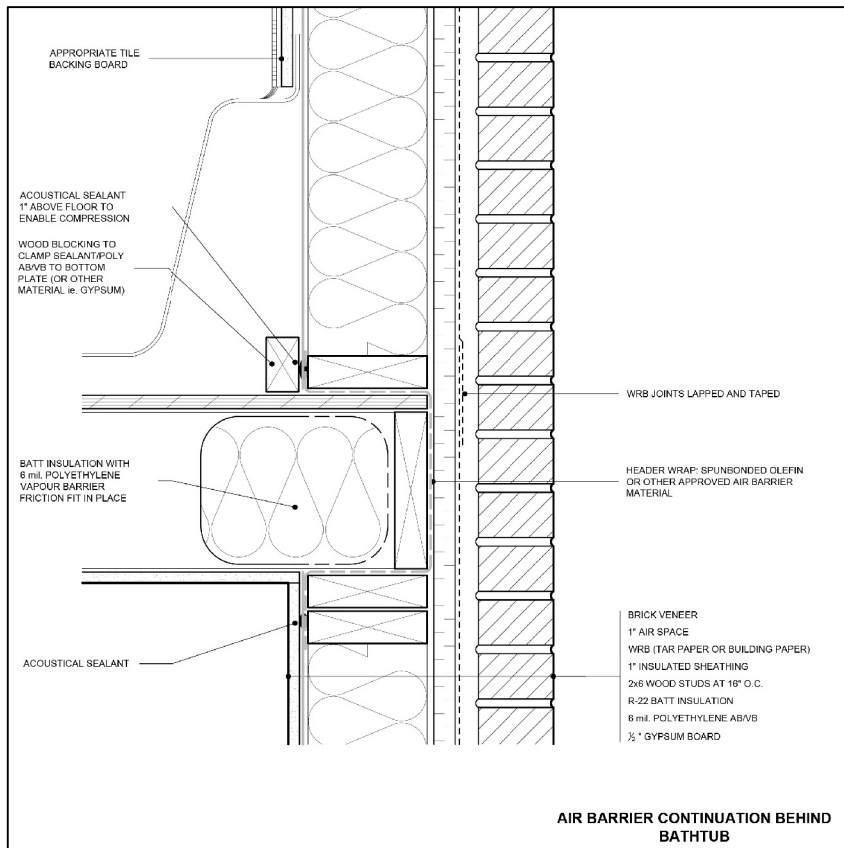 APPROPRIATE TILE
BACKING BOARD
ACOUSTICAL SEALANT
1" ABOVE FLOOR TO
ENABLE COMPRESSION
WOOD BLOCKING TO
CLAMP SEALANT/POLY
AB/VB TO BOTTOM
PLATE (OR OTHER
MATERIAL ie. GYPSUM)
WRB JOINTS LAPPED AND TAPED
BATT INSULATION WITH
6 mil. POLYETHYLENE
VAPOUR BARRIER
FRICTION FIT IN PLACE
HEADER WRAP: SPUNBONDED OLEFIN
OR OTHER APPROVED AIR BARRIER
MATERIAL
ACOUSTICAL SEALANT
BRICK VENEER
1" AIR SPACE
WRB (TAR PAPER OR BUILDING PAPER)
1" INSULATED SHEATHING
2x6 WOOD STUDS AT 16" O.C.
R-22 BATT INSULATION
6 mil. POLYETHYLENE AB/VB
½ " GYPSUM BOARD
AIR BARRIER CONTINUATION BEHIND
BATHTUB